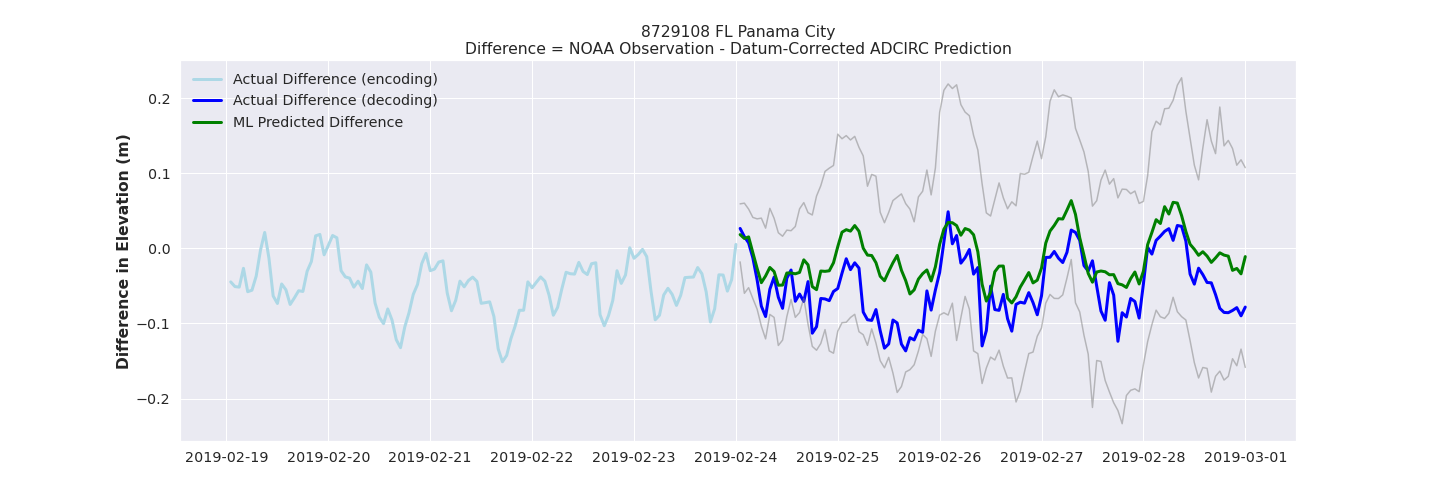 8729108 FL Panama City
Difference = NOAA Observation - Datum-Corrected ADCIRC Prediction
Actual Difference (encoding)
Actual Difference (decoding)
ML Predicted Difference
Difference in Elevation (m)
0.2
0.1
0.0
−0.1
−0.2
2019-02-19 2019-02-20 2019-02-21 2019-02-22 2019-02-23 2019-02-24 2019-02-25 2019-02-26 2019-02-27 2019-02-28 2019-03-01